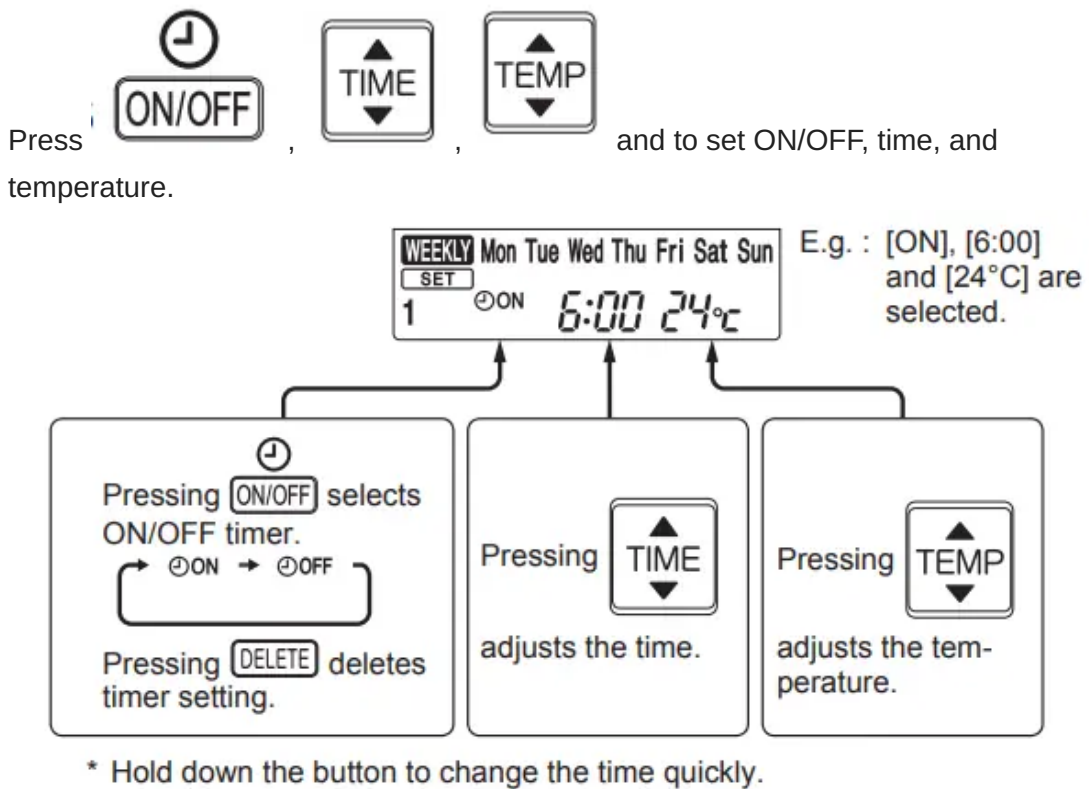 ON/OFF
▲
TIME
▼
▲
TEMP
▼
Press , , and to set ON/OFF, time, and
temperature.
WEEKLY Mon Tue Wed Thu Fri Sat Sun
SET
1 ON 6:00 24°C
E.g. : [ON], [6:00]
and [24°C] are
selected.
Pressing ON/OFF selects
ON/OFF timer.
→ ON → OFF
Pressing DELETE deletes
timer setting.
Pressing ▲ TIME ▼
adjusts the time.
Pressing ▲ TEMP ▼
adjusts the tem-
perature.
* Hold down the button to change the time quickly.